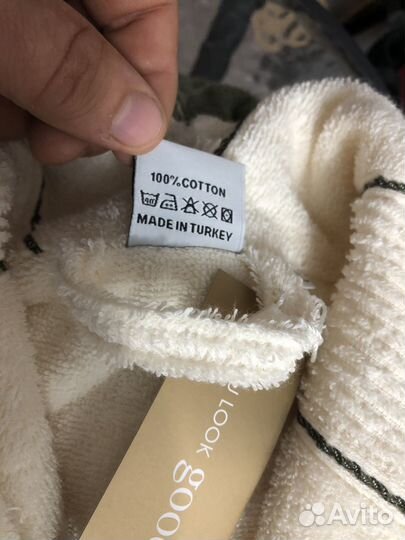 100% COTTON
40
MADE IN TURKEY
U LOOK goo
Avito